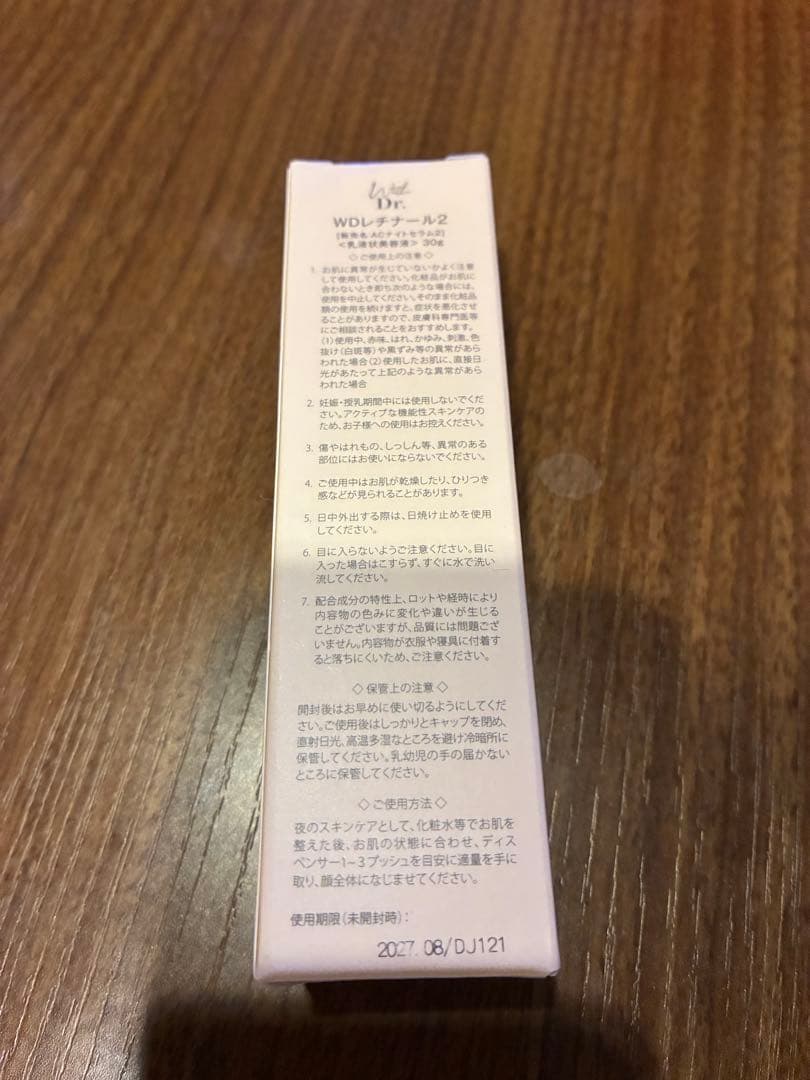 Wd
Dr.
WDレチナール2
[販売名 ACナイトセラム2]
＜乳液状美容液＞ 30g
◇ご使用上の注意◇
1. お肌に異常が生じていないかよく注意
して使用してください。化粧品がお肌に
合わないとき即ち次のような場合には、
使用を中止してください。そのまま化粧品
類の使用を続けますと、症状を悪化させ
ることがありますので、皮膚科専門医等
にご相談されることをおすすめします。
(1)使用中、赤味、はれ、かゆみ、刺激、色
抜け(白斑等)や黒ずみ等の異常があら
われた場合(2)使用したお肌に、直接日
光があたって上記のような異常があら
われた場合
2. 妊娠・授乳期間中には使用しないでくだ
さい。アクティブな機能性スキンケアの
ため、お子様への使用はお控えください。
3. 傷やはれもの、しっしん等、異常のある
部位にはお使いにならないでください。
4. ご使用中はお肌が乾燥したり、ひりつき
感などが見られることがあります。
5. 日中外出する際は、日焼け止めを使用
してください。
6. 目に入らないようご注意ください。目に
入った場合はこすらず、すぐに水で洗い
流してください。
7. 配合成分の特性上、ロットや経時により
内容物の色みに変化や違いが生じる
ことがございますが、品質には問題ござ
いません。内容物が衣服や寝具に付着す
ると落ちにくいため、ご注意ください。
◇保管上の注意◇
開封後はお早めに使い切るようにしてくだ
さい。ご使用後はしっかりとキャップを閉め、
直射日光、高温多湿なところを避け冷暗所に
保管してください。乳幼児の手の届かない
ところに保管してください。
◇ご使用方法◇
夜のスキンケアとして、化粧水等でお肌を
整えた後、お肌の状態に合わせ、ディス
ペンサー1～3プッシュを目安に適量を手に
取り、顔全体になじませてください。
使用期限(未開封時)：
2027. 08/DJ121